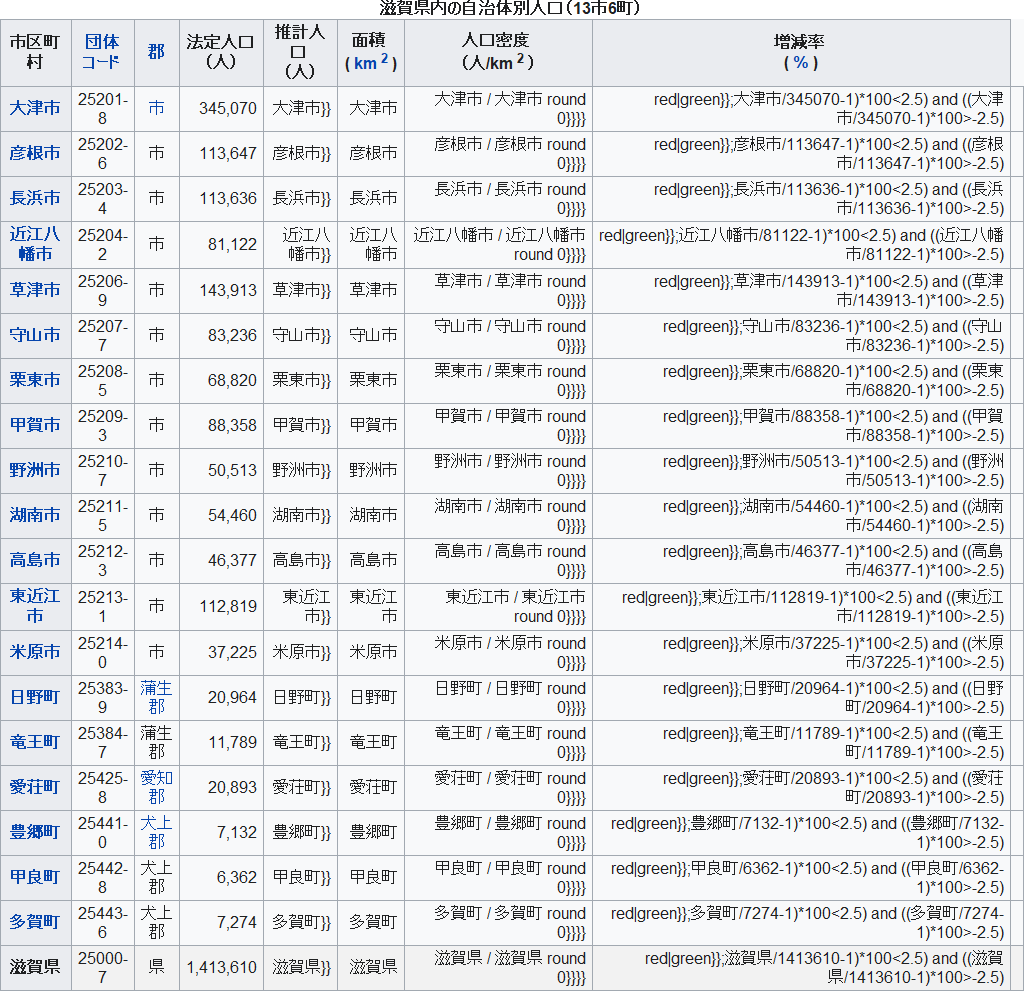 滋賀県内の自治体別人口（13市6町）
市区町
村
団体
コード
郡
法定人口
（人）
推計人
口
（人）
面積
( km 2 )
人口密度
（人/km 2 ）
増減率
( % )
大津市
25201-
8
市
345,070
大津市}}
大津市
大津市 / 大津市 round
0}}}}
red|green}};大津市/345070-1)*100<2.5) and ((大津
市/345070-1)*100>-2.5)
彦根市
25202-
6
市
113,647
彦根市}}
彦根市
彦根市 / 彦根市 round
0}}}}
red|green}};彦根市/113647-1)*100<2.5) and ((彦根
市/113647-1)*100>-2.5)
長浜市
25203-
4
市
113,636
長浜市}}
長浜市
長浜市 / 長浜市 round
0}}}}
red|green}};長浜市/113636-1)*100<2.5) and ((長浜
市/113636-1)*100>-2.5)
近江八
幡市
25204-
2
市
81,122
近江八
幡市}}
近江八
幡市
近江八幡市 / 近江八幡市
round 0}}}}
red|green}};近江八幡市/81122-1)*100<2.5) and ((近江八幡
市/81122-1)*100>-2.5)
草津市
25206-
9
市
143,913
草津市}}
草津市
草津市 / 草津市 round
0}}}}
red|green}};草津市/143913-1)*100<2.5) and ((草津
市/143913-1)*100>-2.5)
守山市
25207-
7
市
83,236
守山市}}
守山市
守山市 / 守山市 round
0}}}}
red|green}};守山市/83236-1)*100<2.5) and ((守山
市/83236-1)*100>-2.5)
栗東市
25208-
5
市
68,820
栗東市}}
栗東市
栗東市 / 栗東市 round
0}}}}
red|green}};栗東市/68820-1)*100<2.5) and ((栗東
市/68820-1)*100>-2.5)
甲賀市
25209-
3
市
88,358
甲賀市}}
甲賀市
甲賀市 / 甲賀市 round
0}}}}
red|green}};甲賀市/88358-1)*100<2.5) and ((甲賀
市/88358-1)*100>-2.5)
野洲市
25210-
7
市
50,513
野洲市}}
野洲市
野洲市 / 野洲市 round
0}}}}
red|green}};野洲市/50513-1)*100<2.5) and ((野洲
市/50513-1)*100>-2.5)
湖南市
25211-
5
市
54,460
湖南市}}
湖南市
湖南市 / 湖南市 round
0}}}}
red|green}};湖南市/54460-1)*100<2.5) and ((湖南
市/54460-1)*100>-2.5)
高島市
25212-
3
市
46,377
高島市}}
高島市
高島市 / 高島市 round
0}}}}
red|green}};高島市/46377-1)*100<2.5) and ((高島
市/46377-1)*100>-2.5)
東近江
市
25213-
1
市
112,819
東近江
市}}
東近江
市
東近江市 / 東近江市
round 0}}}}
red|green}};東近江市/112819-1)*100<2.5) and ((東近江
市/112819-1)*100>-2.5)
米原市
25214-
0
市
37,225
米原市}}
米原市
米原市 / 米原市 round
0}}}}
red|green}};米原市/37225-1)*100<2.5) and ((米原
市/37225-1)*100>-2.5)
日野町
25383-
9
蒲生
郡
20,964
日野町}}
日野町
日野町 / 日野町 round
0}}}}
red|green}};日野町/20964-1)*100<2.5) and ((日野
町/20964-1)*100>-2.5)
竜王町
25384-
7
蒲生
郡
11,789
竜王町}}
竜王町
竜王町 / 竜王町 round
0}}}}
red|green}};竜王町/11789-1)*100<2.5) and ((竜王
町/11789-1)*100>-2.5)
愛荘町
25425-
8
愛知
郡
20,893
愛荘町}}
愛荘町
愛荘町 / 愛荘町 round
0}}}}
red|green}};愛荘町/20893-1)*100<2.5) and ((愛荘
町/20893-1)*100>-2.5)
豊郷町
25441-
0
犬上
郡
7,132
豊郷町}}
豊郷町
豊郷町 / 豊郷町 round
0}}}}
red|green}};豊郷町/7132-1)*100<2.5) and ((豊郷町/7132-
1)*100>-2.5)
甲良町
25442-
8
犬上
郡
6,362
甲良町}}
甲良町
甲良町 / 甲良町 round
0}}}}
red|green}};甲良町/6362-1)*100<2.5) and ((甲良町/6362-
1)*100>-2.5)
多賀町
25443-
6
犬上
郡
7,274
多賀町}}
多賀町
多賀町 / 多賀町 round
0}}}}
red|green}};多賀町/7274-1)*100<2.5) and ((多賀町/7274-
1)*100>-2.5)
滋賀県
25000-
7
県
1,413,610
滋賀県}}
滋賀県
滋賀県 / 滋賀県 round
0}}}}
red|green}};滋賀県/1413610-1)*100<2.5) and ((滋賀
県/1413610-1)*100>-2.5)